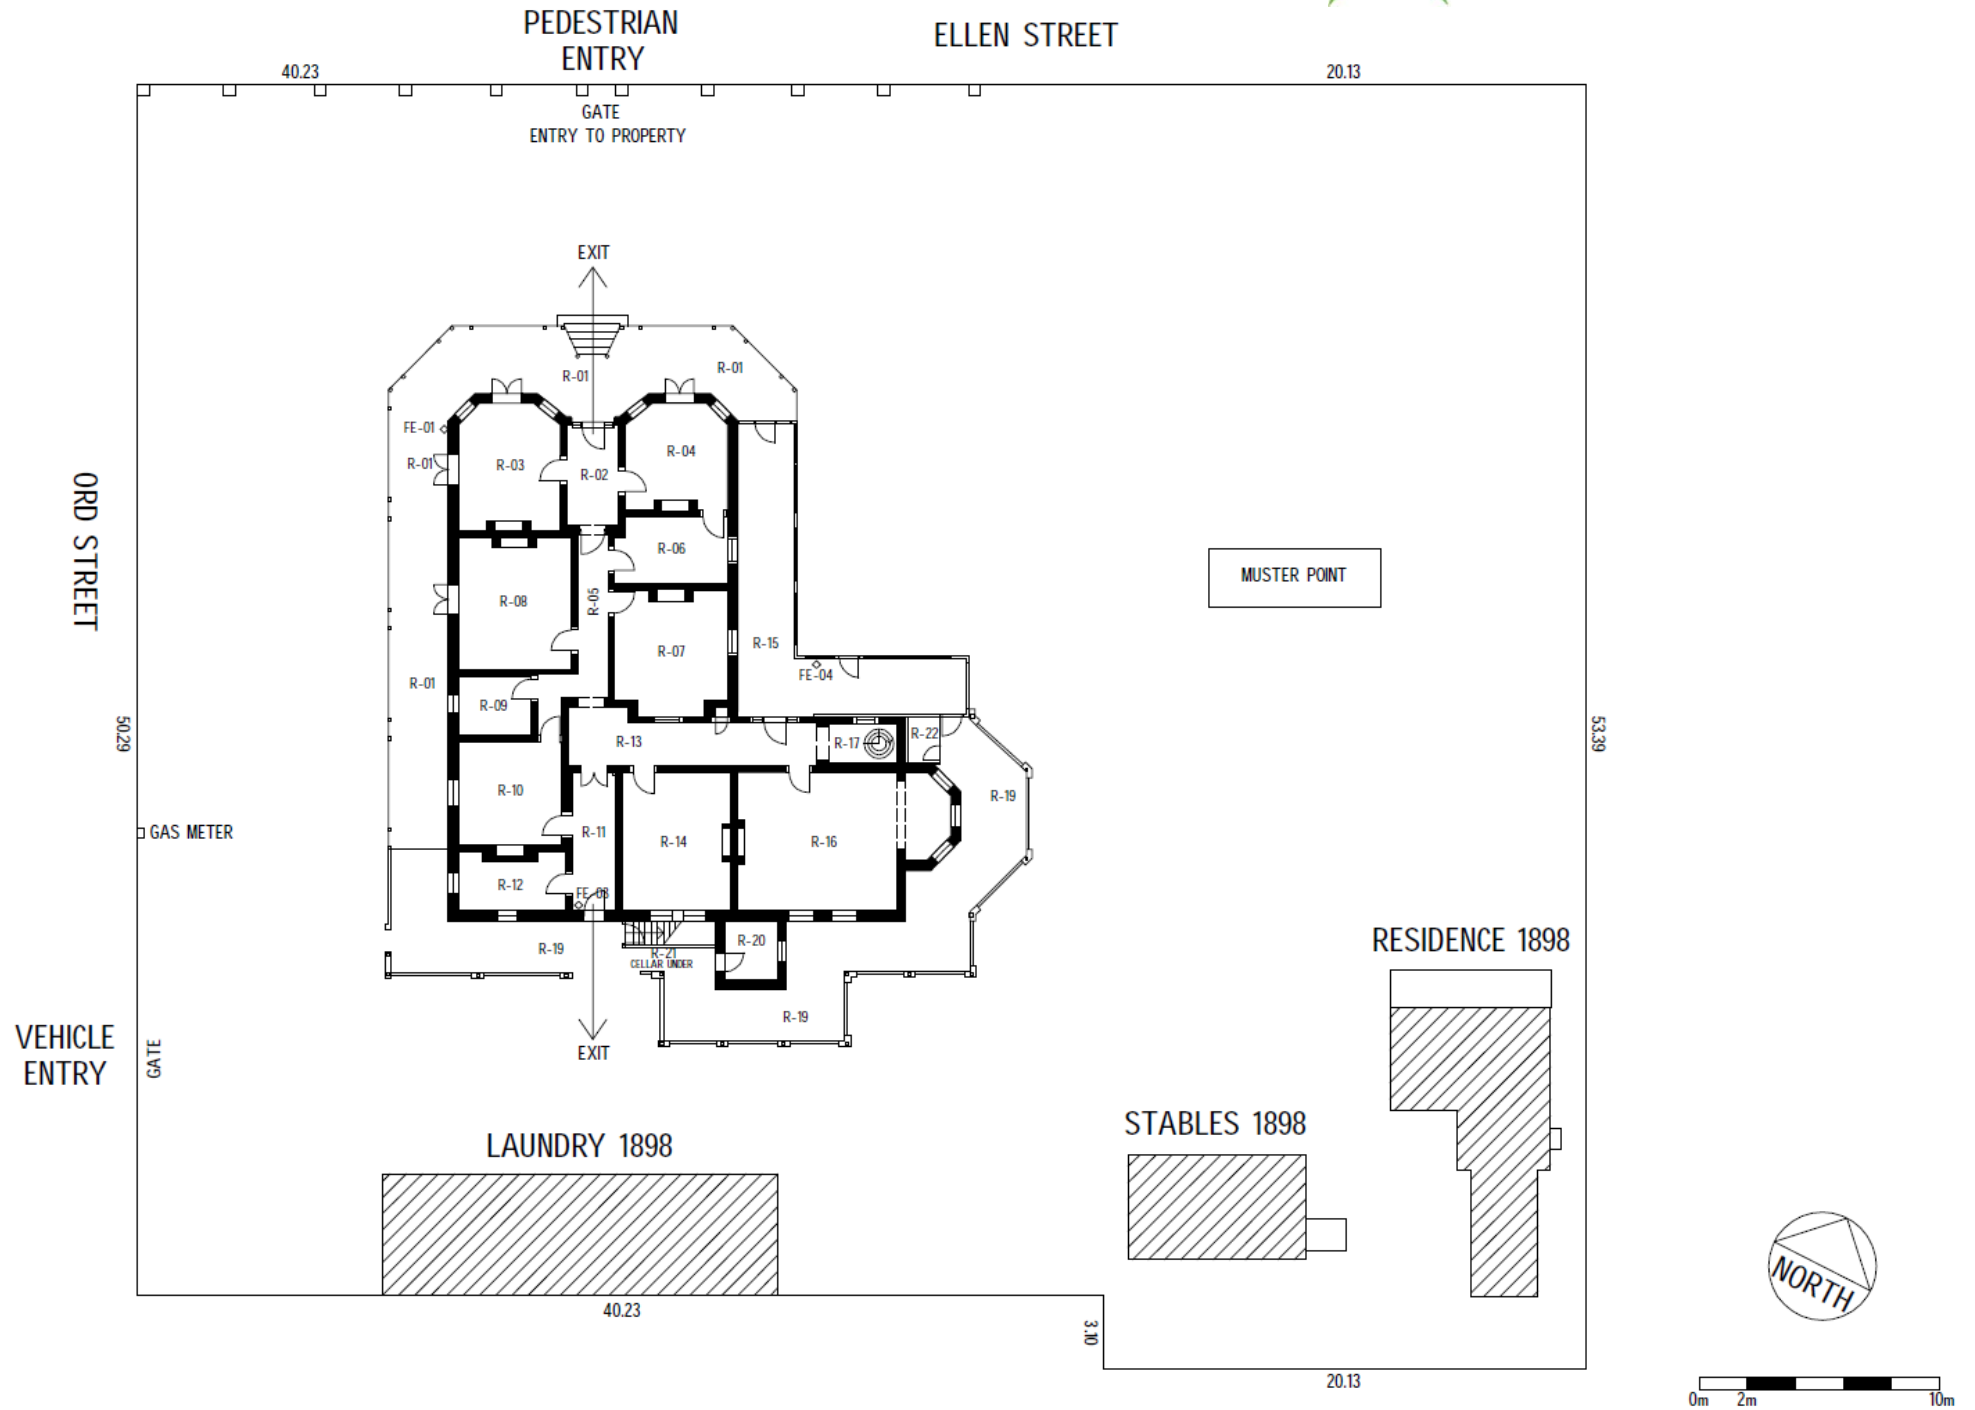 PEDESTRIAN
ENTRY
ELLEN STREET
40.23
20.13
GATE
ENTRY TO PROPERTY
EXIT
R-01
R-01
FE-01
R-01
R-03
R-02
R-04
ORD STREET
R-06
MUSTER POINT
R-08
R-05
R-07
R-15
FE-04
R-01
R-09
50.29
R-13
R-17
R-22
53.39
R-10
R-19
GAS METER
R-11
R-14
R-16
R-12
FE-03
R-19
R-20
R-21
CELLAR UNDER
RESIDENCE 1898
R-19
VEHICLE
ENTRY
GATE
EXIT
STABLES 1898
LAUNDRY 1898
NORTH
40.23
3.10
20.13
0m
2m
10m